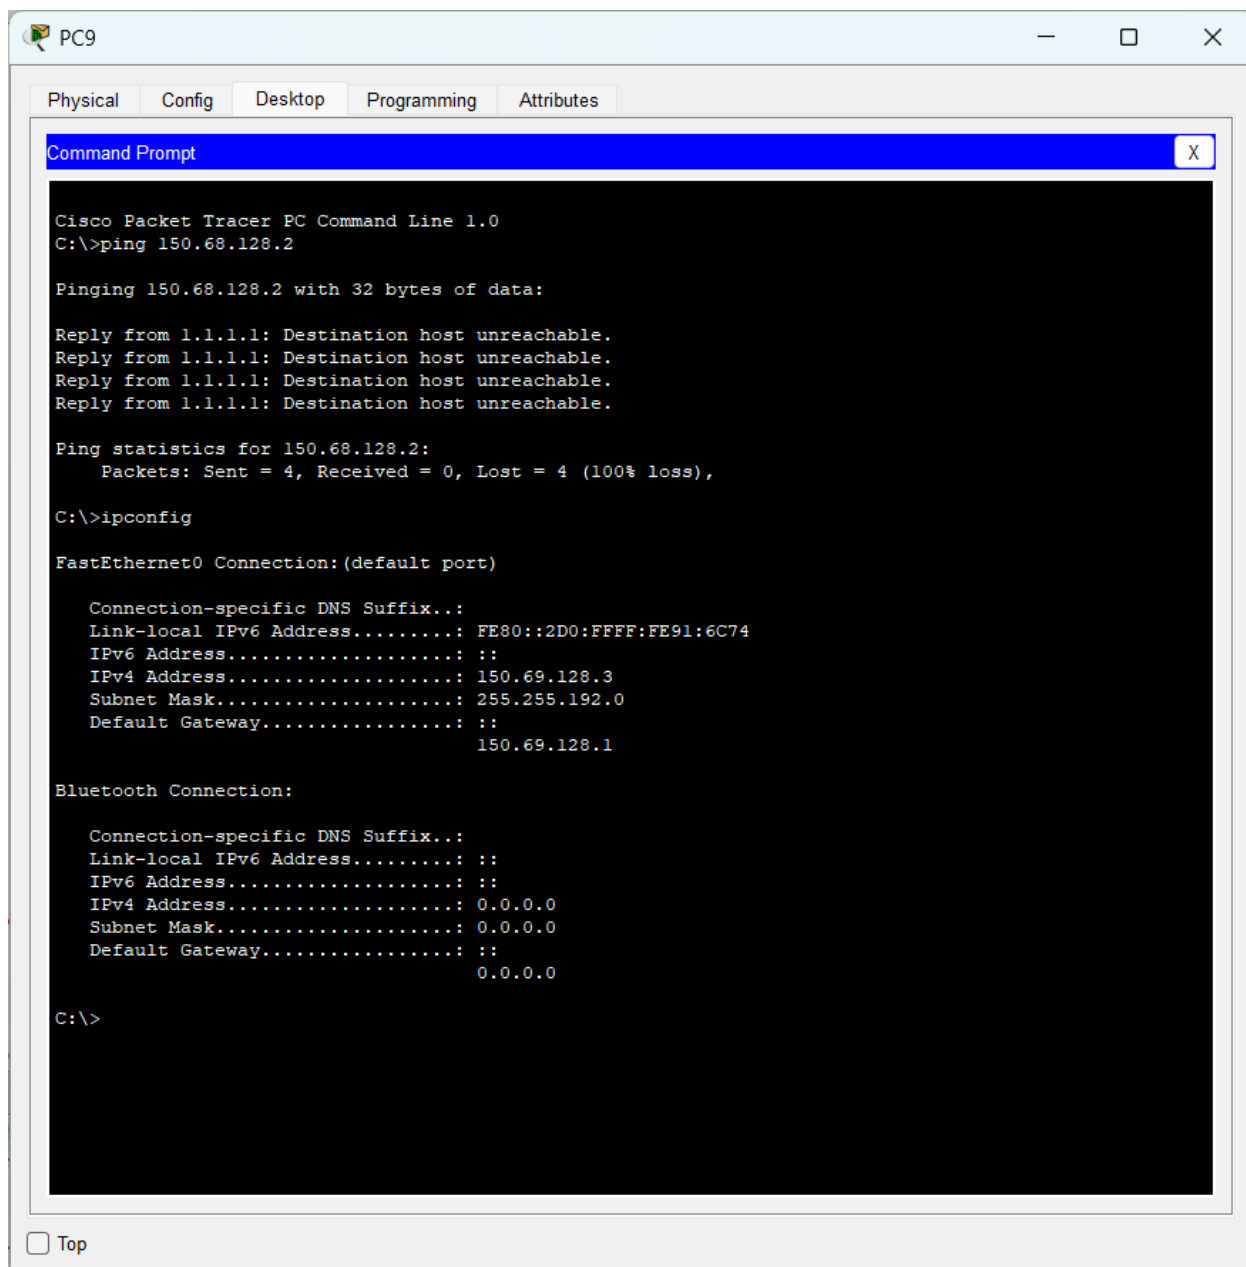 PC9
Physical Config Desktop Programming Attributes
Command Prompt
X
Cisco Packet Tracer PC Command Line 1.0
C:\>ping 150.68.128.2
Pinging 150.68.128.2 with 32 bytes of data:
Reply from 1.1.1.1: Destination host unreachable.
Reply from 1.1.1.1: Destination host unreachable.
Reply from 1.1.1.1: Destination host unreachable.
Reply from 1.1.1.1: Destination host unreachable.
Ping statistics for 150.68.128.2:
Packets: Sent = 4, Received = 0, Lost = 4 (100% loss),
C:\>ipconfig
FastEthernet0 Connection:(default port)
Connection-specific DNS Suffix..:
Link-local IPv6 Address.........: FE80::2D0:FFFF:FE91:6C74
IPv6 Address....................: ::
IPv4 Address....................: 150.69.128.3
Subnet Mask.....................: 255.255.192.0
Default Gateway.................: ::
150.69.128.1
Bluetooth Connection:
Connection-specific DNS Suffix..:
Link-local IPv6 Address.........: ::
IPv6 Address....................: ::
IPv4 Address....................: 0.0.0.0
Subnet Mask.....................: 0.0.0.0
Default Gateway.................: ::
0.0.0.0
C:\>
Top